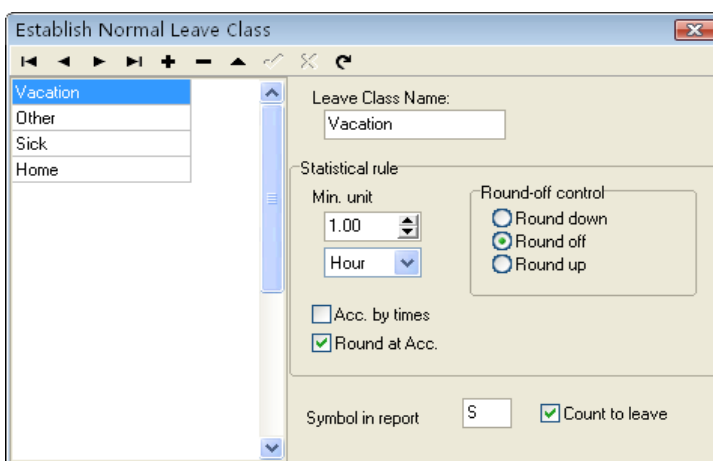 Establish Normal Leave Class
Vacation
Other
Sick
Home
Leave Class Name:
Vacation
Statistical rule
Min. unit
1.00
Hour
Round-off control
Round down
Round off
Round up
Acc. by times
Round at Acc.
Symbol in report
S
Count to leave